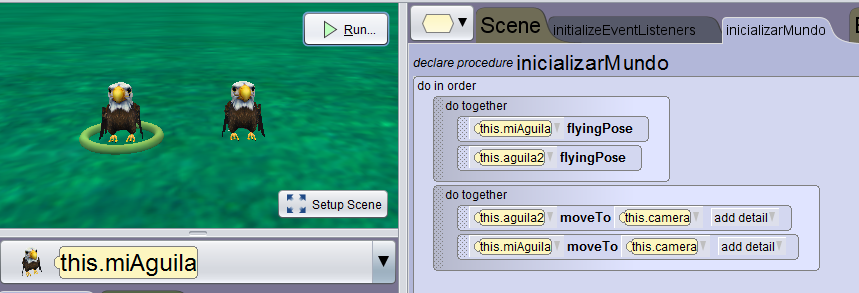 Run...
Setup Scene
this.miAguila
Scene
initializeEventListeners
inicializarMundo
declare procedure inicializarMundo
do in order
do together
this.miAguila flyingPose
this.aguila2 flyingPose
do together
this.aguila2 moveTo this.camera add detail
this.miAguila moveTo this.camera add detail